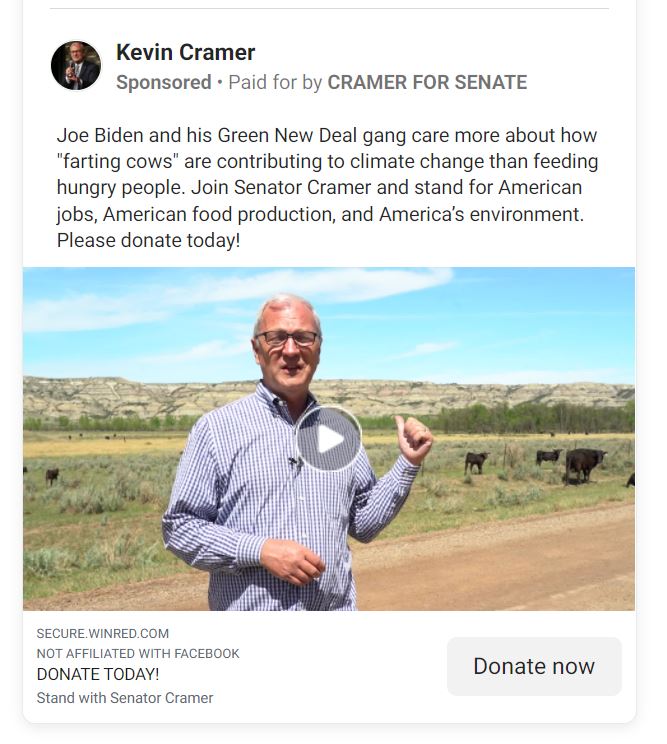 Kevin Cramer
Sponsored • Paid for by CRAMER FOR SENATE
Joe Biden and his Green New Deal gang care more about how
"farting cows" are contributing to climate change than feeding
hungry people. Join Senator Cramer and stand for American
jobs, American food production, and America’s environment.
Please donate today!
SECURE.WINRED.COM
NOT AFFILIATED WITH FACEBOOK
DONATE TODAY!
Stand with Senator Cramer
Donate now